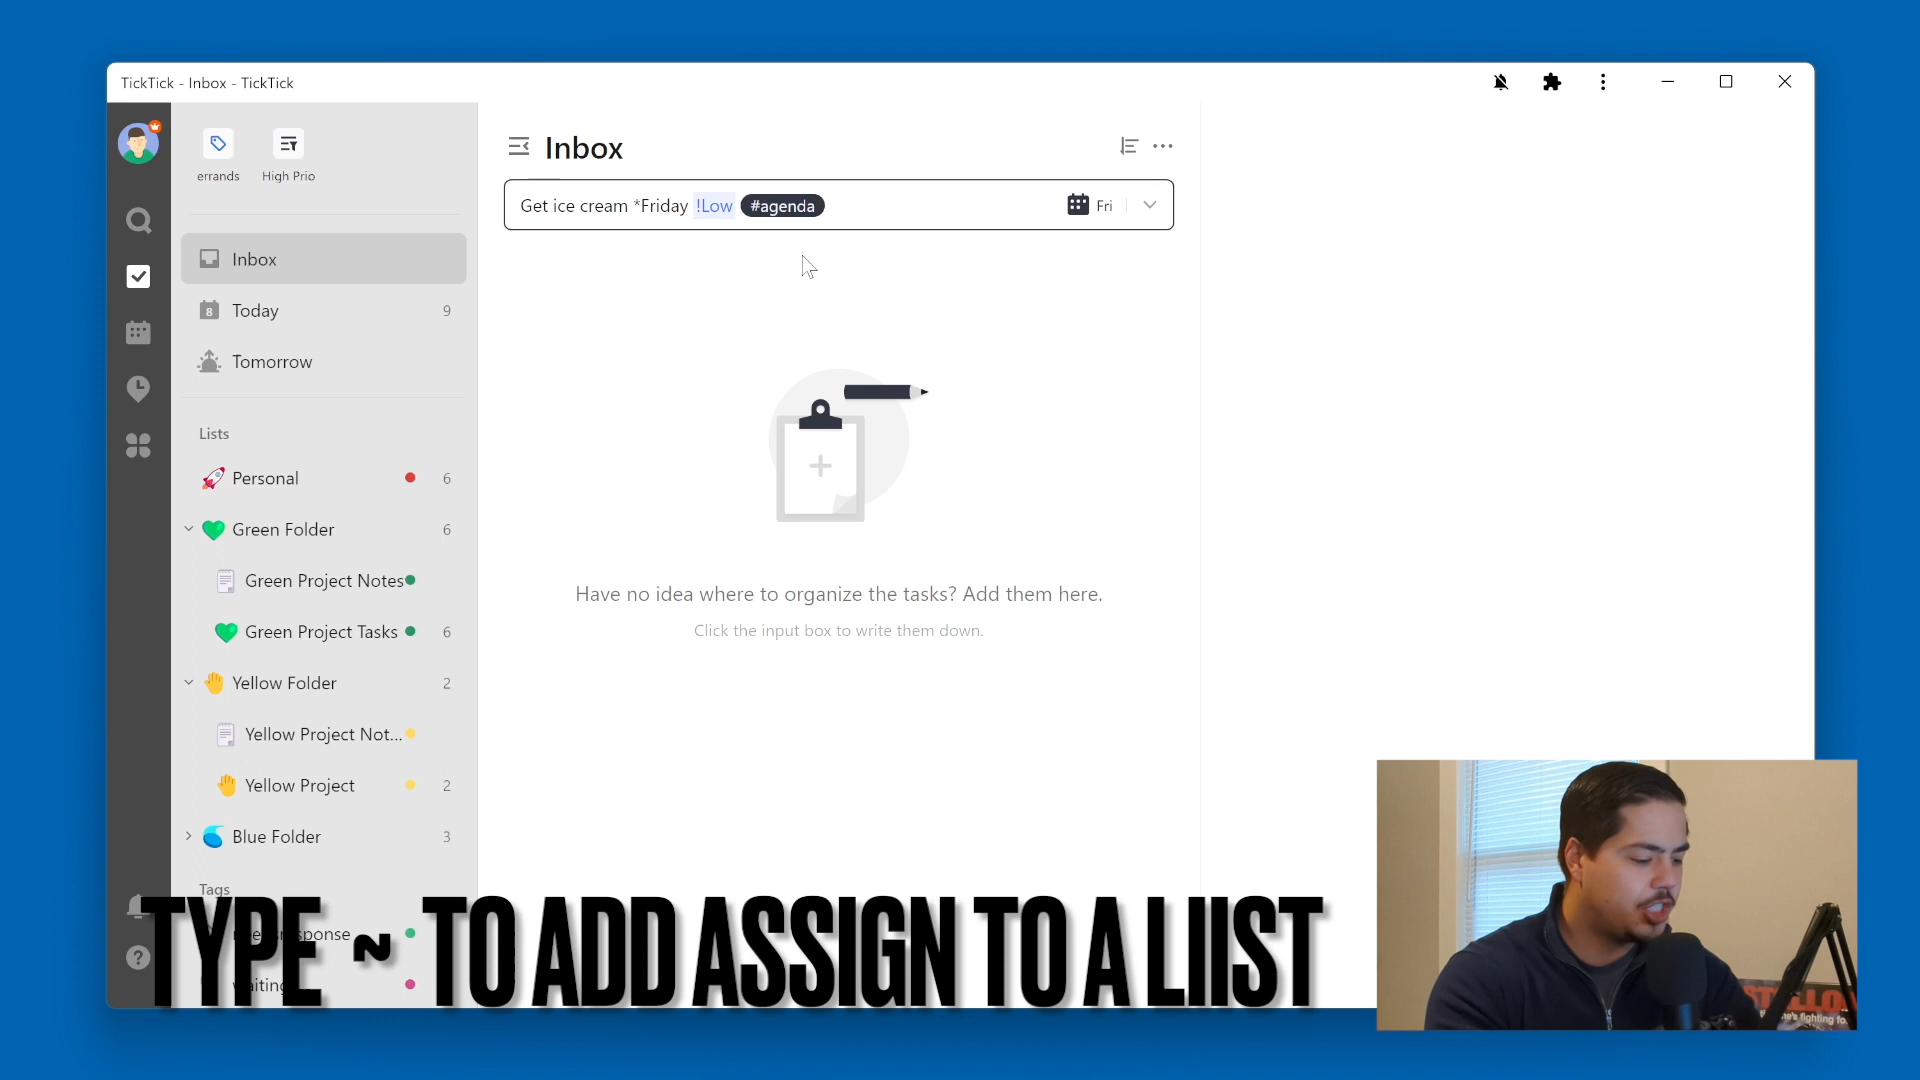 TickTick - Inbox - TickTick
errands
High Prio
Inbox
Get ice cream *Friday !Low #agenda
Fri
Inbox
8
Today
9
Tomorrow
Lists
Personal
6
Green Folder
6
Green Project Notes
Green Project Tasks
6
Yellow Folder
2
Yellow Project Not...
Yellow Project
2
Blue Folder
3
Have no idea where to organize the tasks? Add them here.
Click the input box to write them down.
Tags
?
TYPE ~ TO ADD ASSIGN TO A LIIST